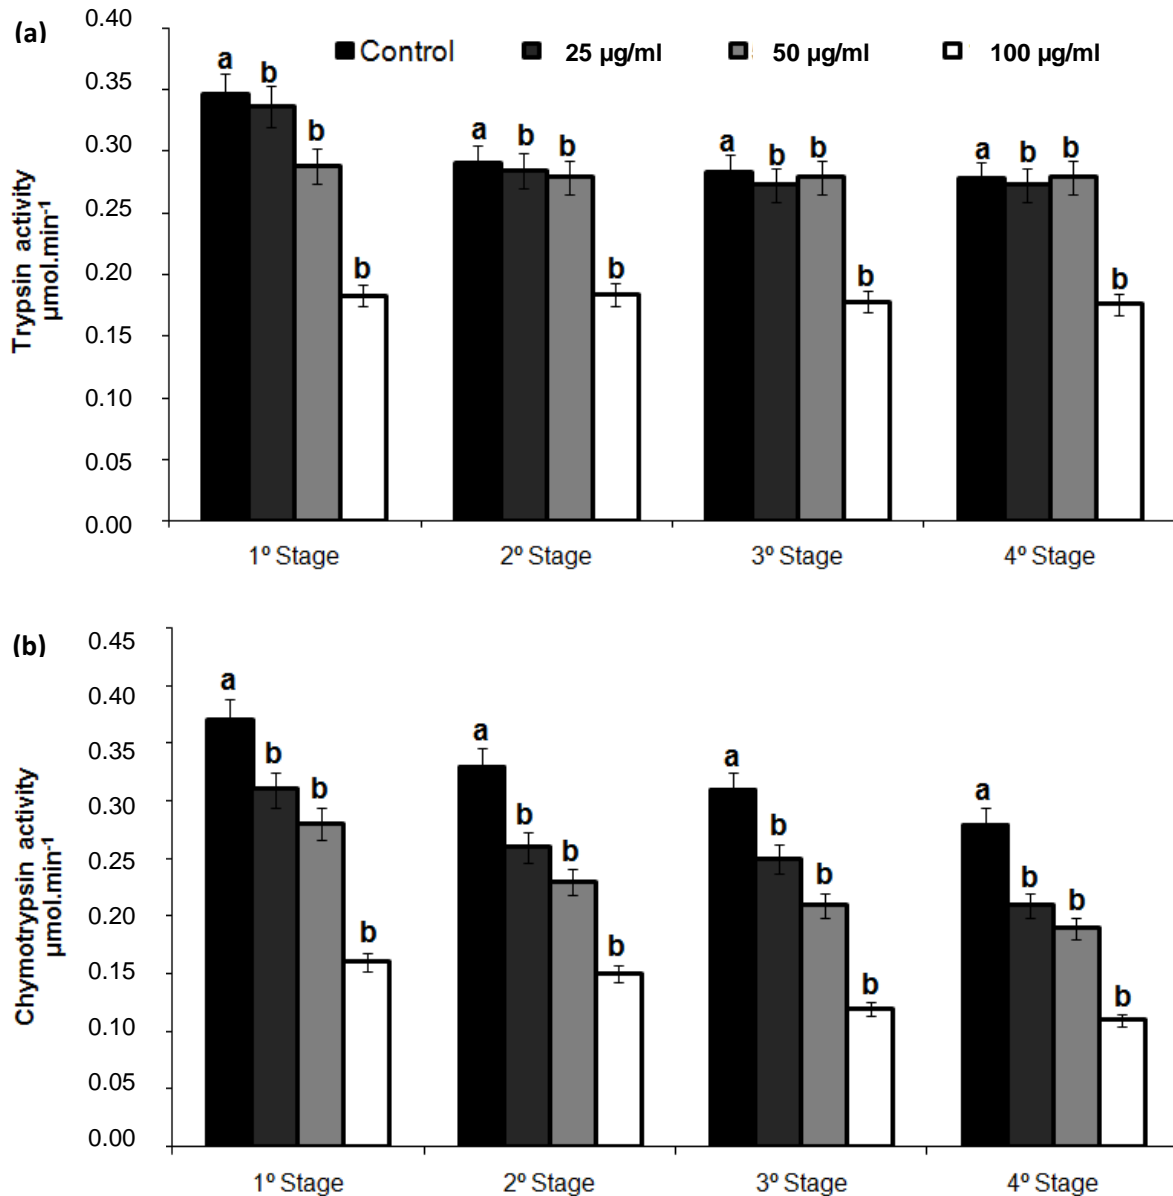 (a)
0.40
0.35
0.30
0.25
0.20
0.15
0.10
0.05
0.00
Trypsin activity
µmol.min⁻¹
Control 25 µg/ml 50 µg/ml 100 µg/ml
a b b b
a b b b
a b b b
a b b b
1º Stage 2º Stage 3º Stage 4º Stage
(b)
0.45
0.40
0.35
0.30
0.25
0.20
0.15
0.10
0.05
0.00
Chymotrypsin activity
µmol.min⁻¹
a b b b
a b b b
a b b b
a b b b
1º Stage 2º Stage 3º Stage 4º Stage